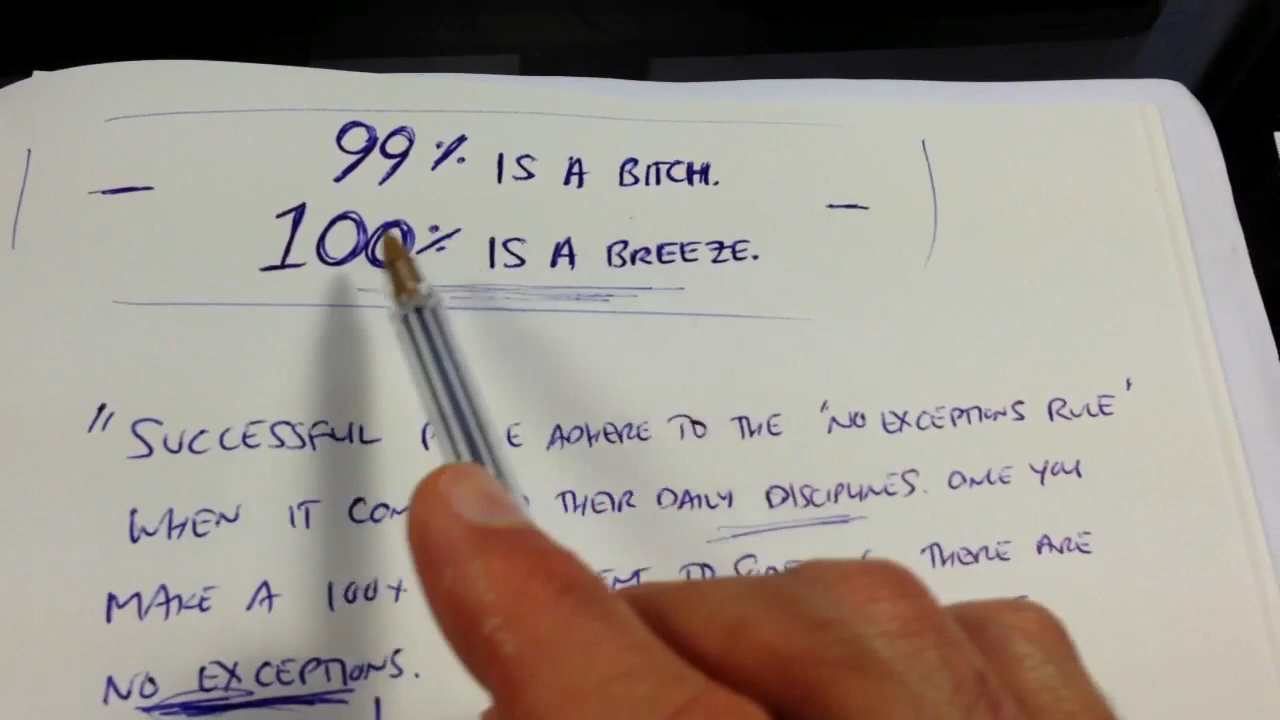 99% IS A BITCH.
100% IS A BREEZE.
"SUCCESSFUL ADHERE TO THE "NO EXCEPTIONS RULE"
WHEN IT THEIR DAILY DISCIPLINES. ONCE YOU
MAKE A 100% TO THERE ARE
NO EXCEPTIONS.